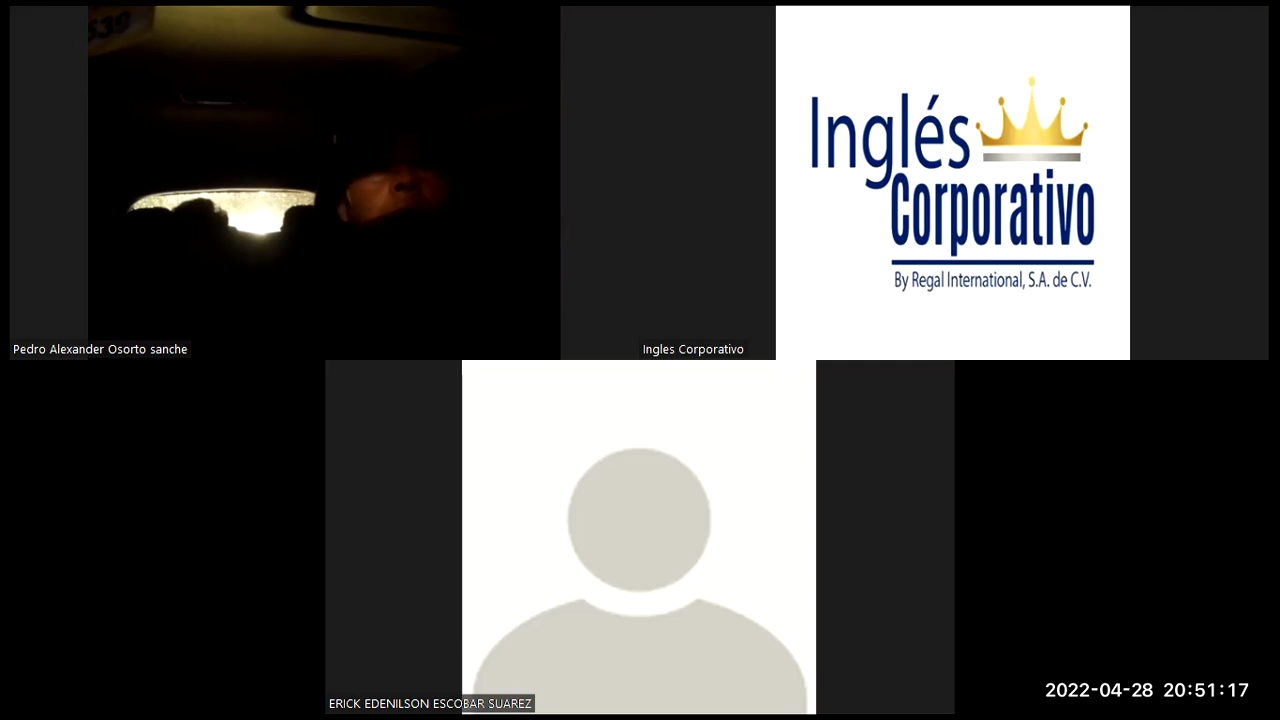 539
Inglés
Corporativo
By Regal International, S.A. de C.V.
Pedro Alexander Osorto sanche
Ingles Corporativo
ERICK EDENILSON ESCOBAR SUAREZ
2022-04-28 20:51:17